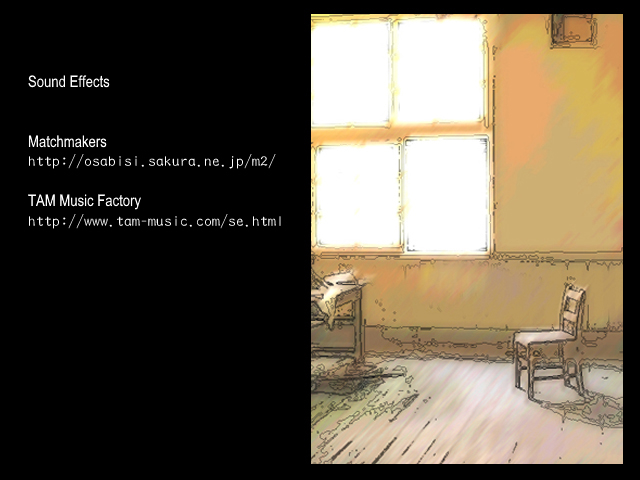 Sound Effects
Matchmakers
http://osabisi.sakura.ne.jp/m2/
TAM Music Factory
http://www.tam-music.com/se.html